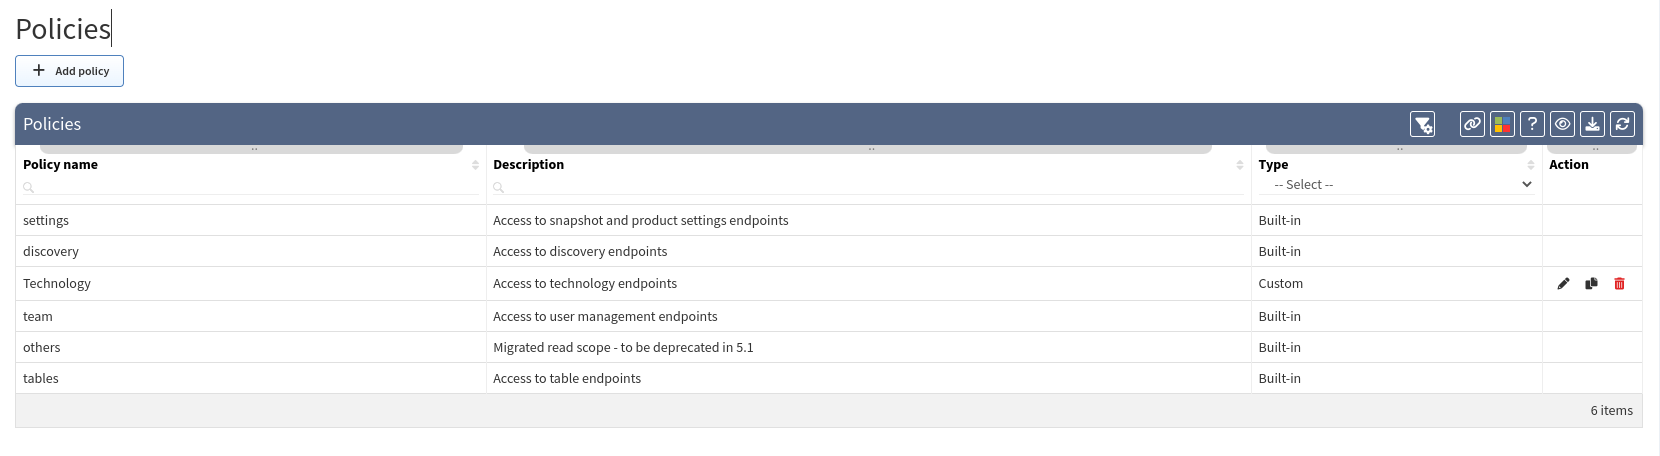 Policies
Add policy
Policies
?
Policy name Description Type Action
-- Select --
settings Access to snapshot and product settings endpoints Built-in
discovery Access to discovery endpoints Built-in
Technology Access to technology endpoints Custom
team Access to user management endpoints Built-in
others Migrated read scope - to be deprecated in 5.1 Built-in
tables Access to table endpoints Built-in
6 items